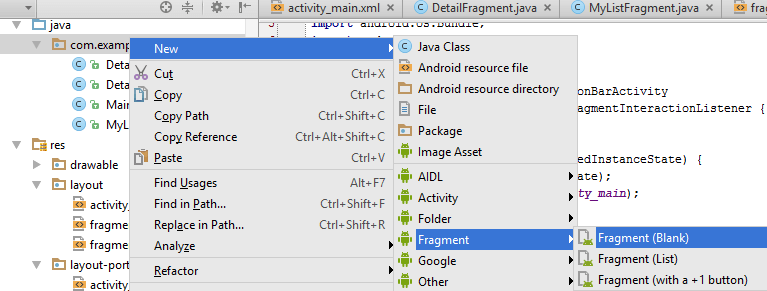 activity_main.xml × DetailFragment.java × MyListFragment.java × frag
java
import android.os.Bundle;
com.examp
Deta
Deta
Mai
MyL
res
drawable
layout
activity_
fragme
fragme
layout-port
activity_
New
Cut Ctrl+X
Copy Ctrl+C
Copy Path Ctrl+Shift+C
Copy Reference Ctrl+Alt+Shift+C
Paste Ctrl+V
Find Usages Alt+F7
Find in Path... Ctrl+Shift+F
Replace in Path... Ctrl+Shift+R
Analyze
Refactor
Java Class
Android resource file
Android resource directory
File
Package
Image Asset
AIDL
Activity
Folder
Fragment
Google
Other
Fragment (Blank)
Fragment (List)
Fragment (with a +1 button)
onBarActivity
agmentInteractionListener {
edInstanceState) {
ate);
ty_main);